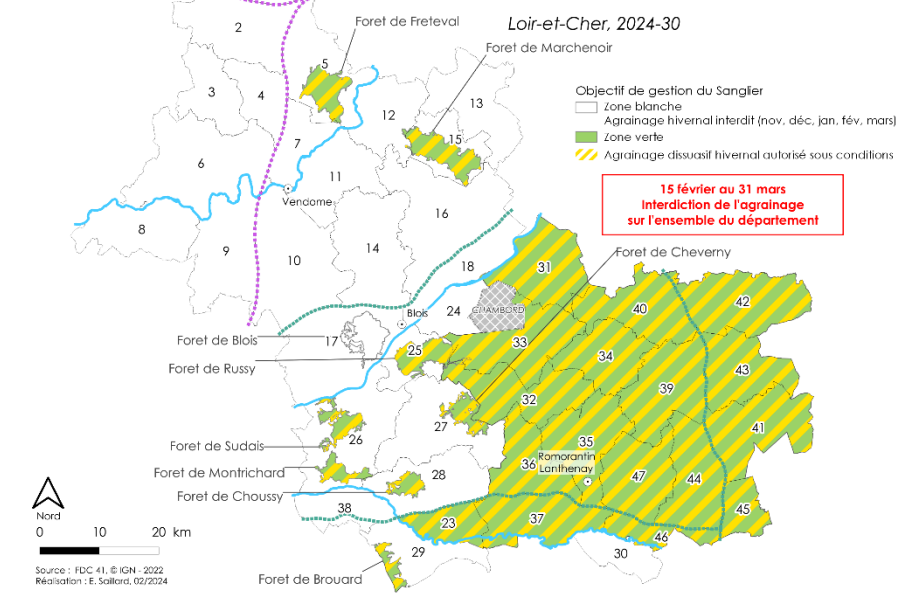 Loir-et-Cher, 2024-30
Foret de Freteval
Foret de Marchenoir
Objectif de gestion du Sanglier
Zone blanche
Agrainage hivernal interdit (nov, déc, jan, fév, mars)
Zone verte
Agrainage dissuasif hivernal autorisé sous conditions
15 février au 31 mars
Interdiction de l'agrainage
sur l'ensemble du département
2
5
3
4
12
13
7
15
6
11
Vendome
16
8
9
10
14
18
31
Foret de Cheverny
40
42
24
CHAMBORD
Blois
Foret de Blois
17
25
33
34
Foret de Russy
43
39
32
27
41
26
35
Foret de Sudais
Romorantin
Lanthenay
36
Foret de Montrichard
28
47
44
Foret de Choussy
38
45
23
37
46
29
30
Foret de Brouard
Nord
0 10 20 km
Source : FDC 41, © IGN - 2022
Réalisation : E. Saillard, 02/2024